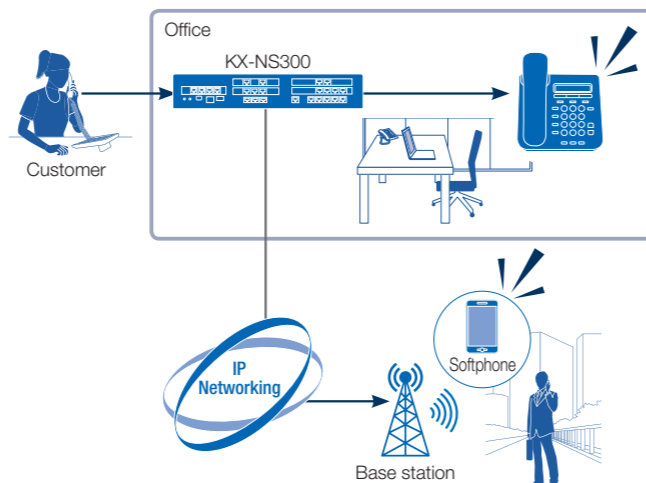 Office
KX-NS300
Customer
IP
Networking
Softphone
Base station